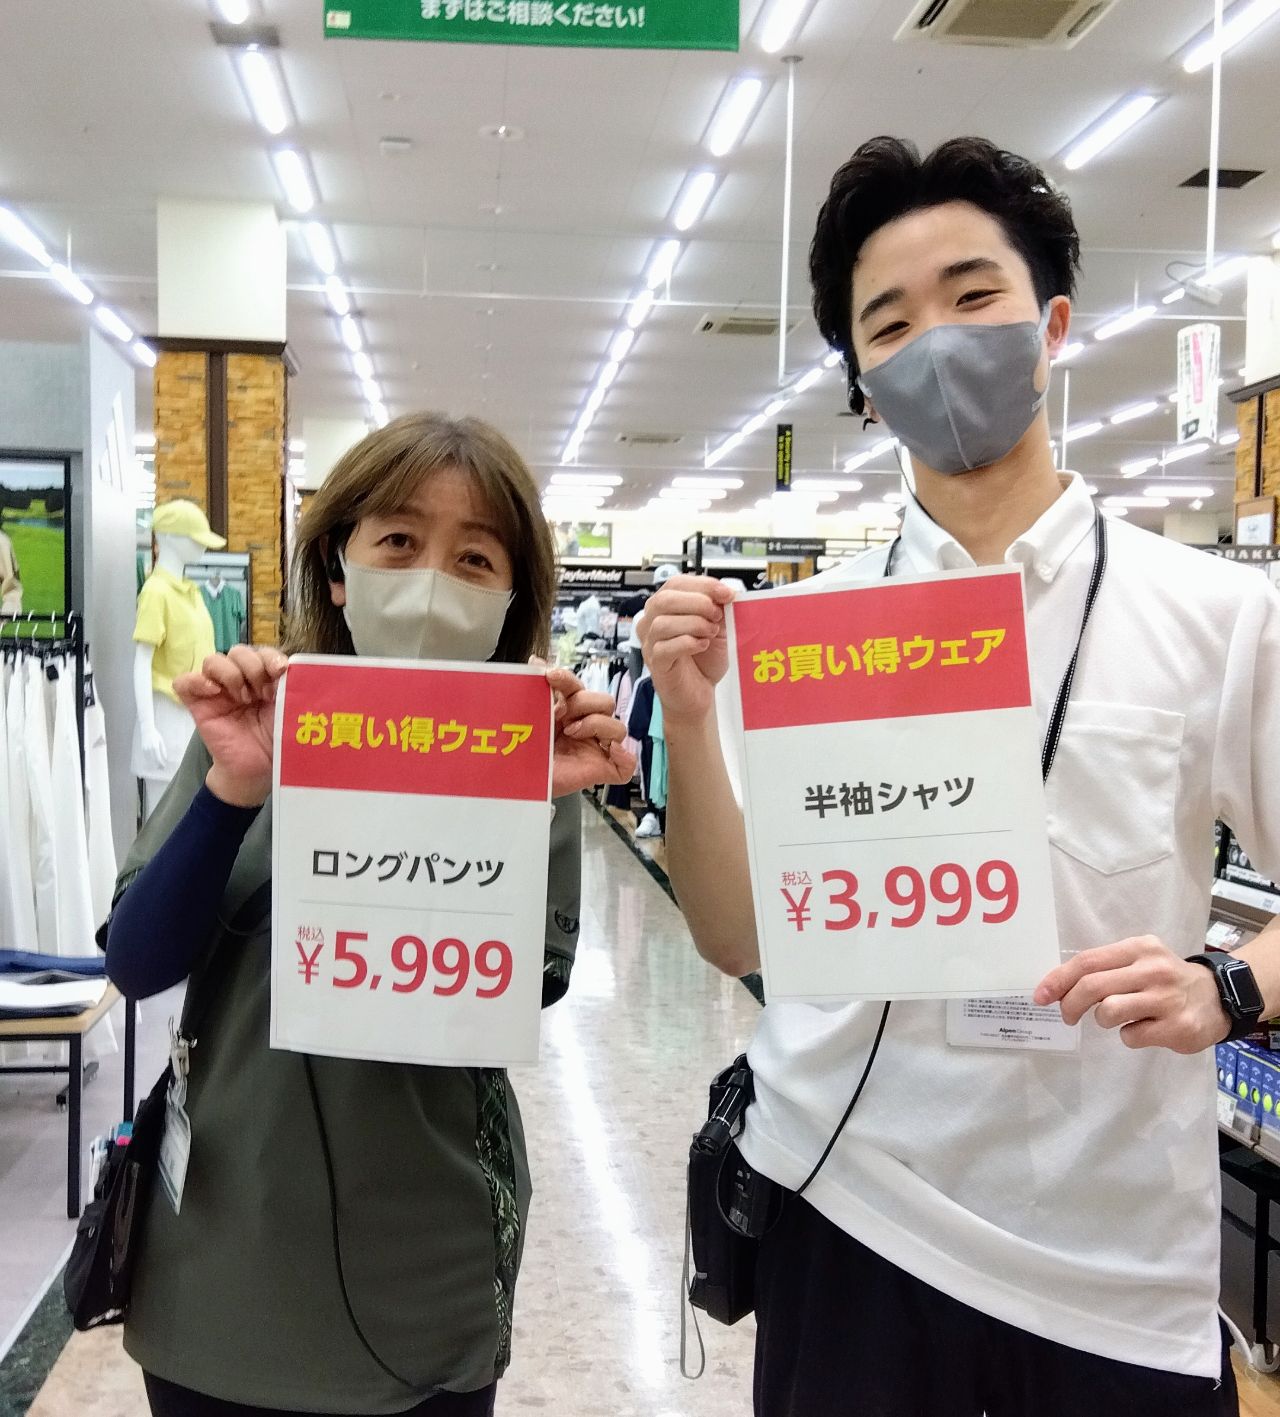 まずはご相談ください!
TaylorMade
OAKLE
お買い得ウェア
ロングパンツ
税込
¥5,999
お買い得ウェア
半袖シャツ
税込
¥3,999
Alpen Group